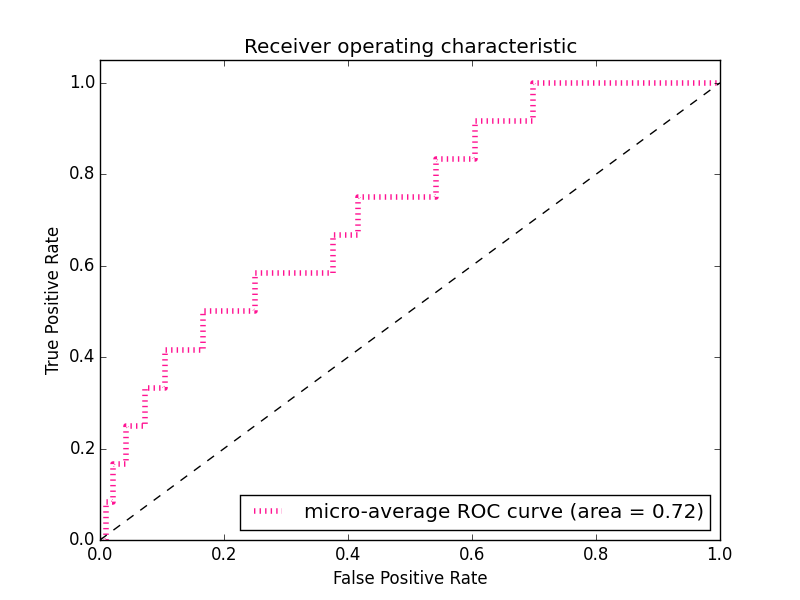 Receiver operating characteristic
True Positive Rate
1.0
0.8
0.6
0.4
0.2
0.0
0.0 0.2 0.4 0.6 0.8 1.0
False Positive Rate
micro-average ROC curve (area = 0.72)